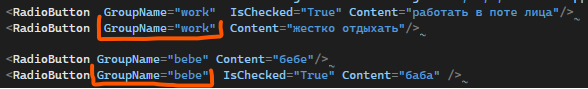 <RadioButton  GroupName="work"  IsChecked="True" Content="работать в поте лица"/>
<RadioButton  GroupName="work"  Content="жестко отдыхать"/>
<RadioButton GroupName="bebe" Content="бебе"/>
<RadioButton GroupName="bebe"  IsChecked="True" Content="баба" />